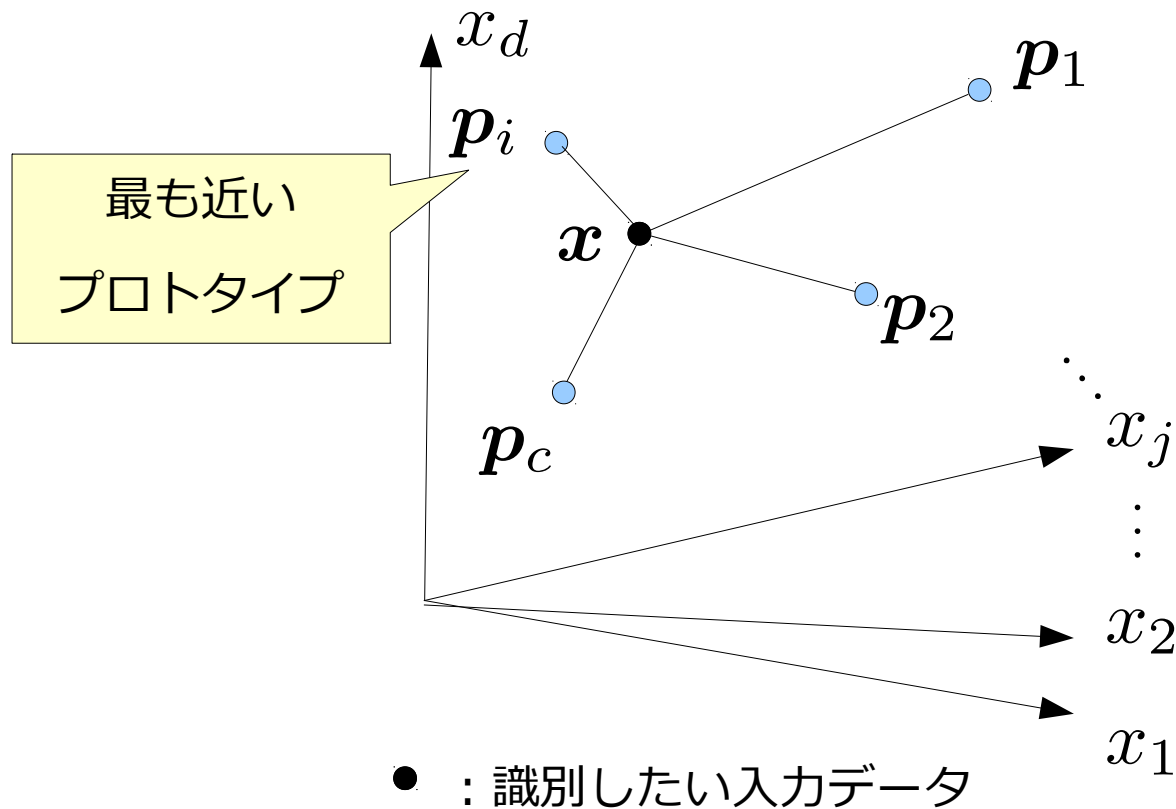 x_d
p_1
p_i
最も近い
プロトタイプ
x
p_2
p_c
⋱
x_j
⋮
x_2
x_1
● : 識別したい入力データ